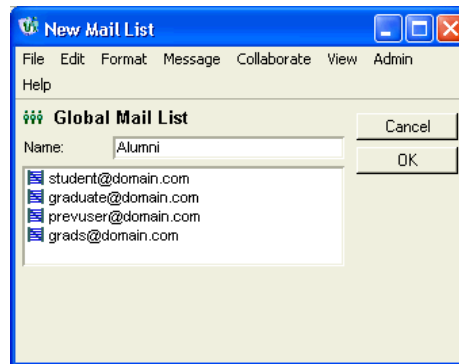 New Mail List
File Edit Format Message Collaborate View Admin
Help
Global Mail List
Cancel
Name: Alumni
OK
student@domain.com
graduate@domain.com
prevuser@domain.com
grads@domain.com